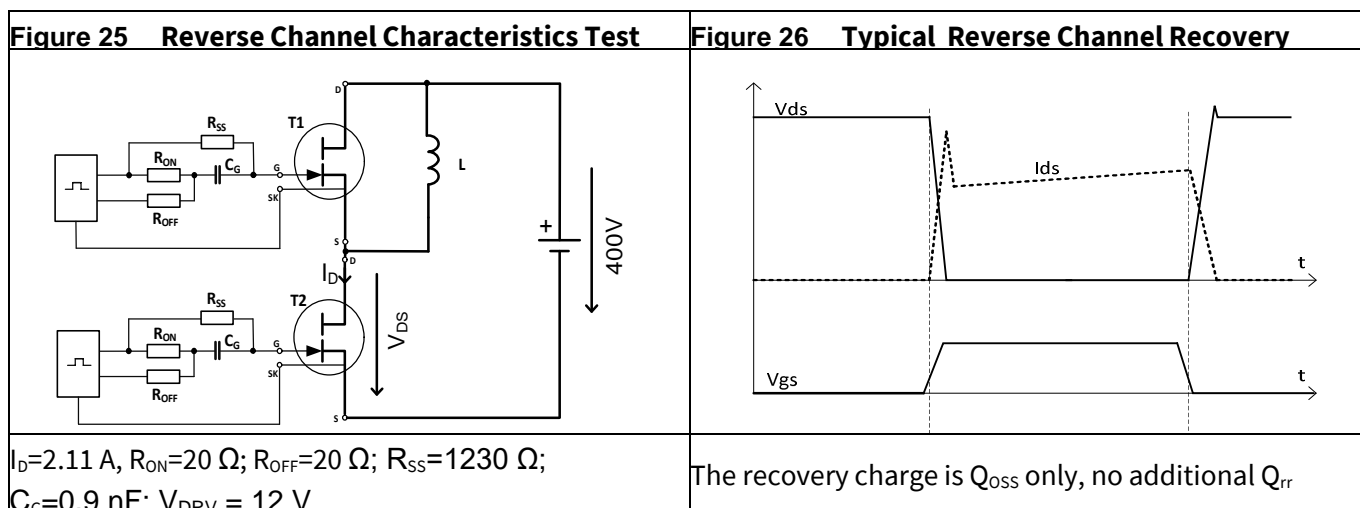 Figure 25 Reverse Channel Characteristics Test
Figure 26 Typical Reverse Channel Recovery
D
RSS
T1
RON
CG
G
L
SK
ROFF
S
D
ID
+
400V
RSS
T2
RON
CG
G
VDS
SK
ROFF
S
Vds
Ids
t
Vgs
t
ID=2.11 A, RON=20 Ω; ROFF=20 Ω; RSS=1230 Ω;
CG=0.9 nF; VDRV = 12 V
The recovery charge is QOSS only, no additional Qrr